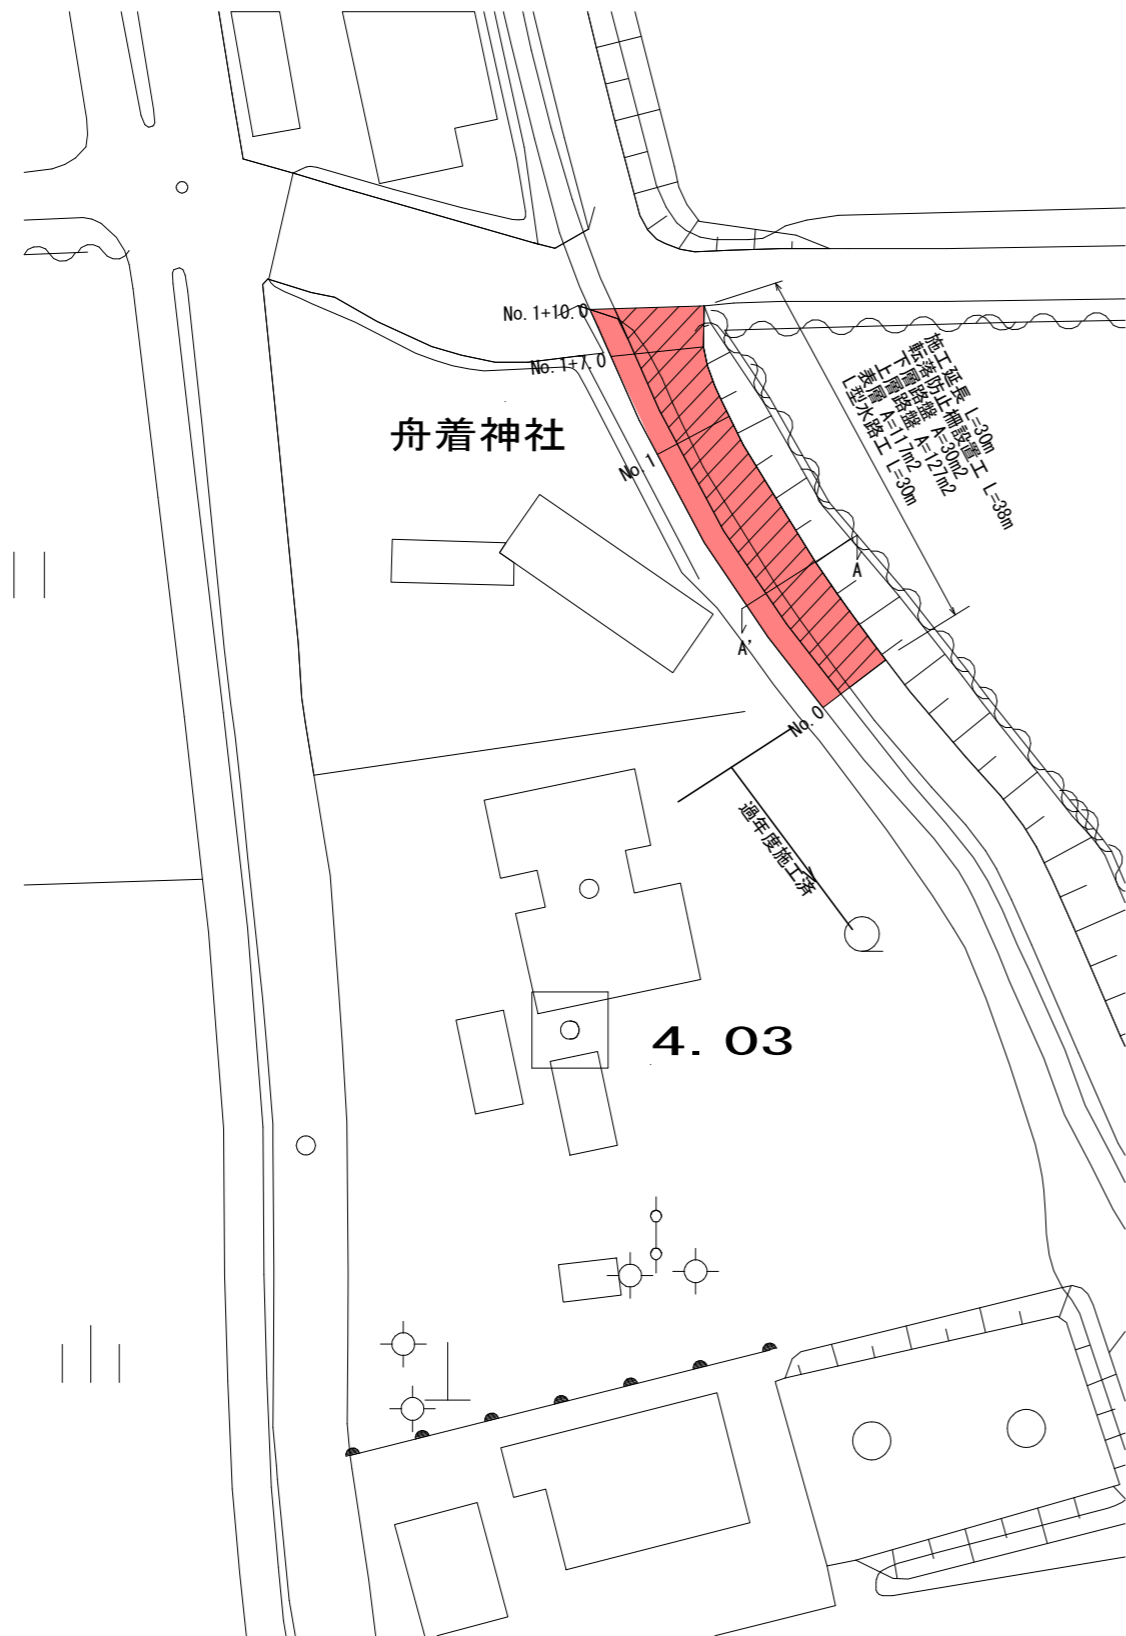 No. 1+10.0
No. 1+7.0
舟着神社
No. 1
施工延長 L=30m
転落防止柵設置工 L=38m
下層路盤 A=30m2
上層路盤 A=127m2
表層 A=117m2
L型水路工 L=30m
A
A'
No. 0
過年度施工済
4. 03